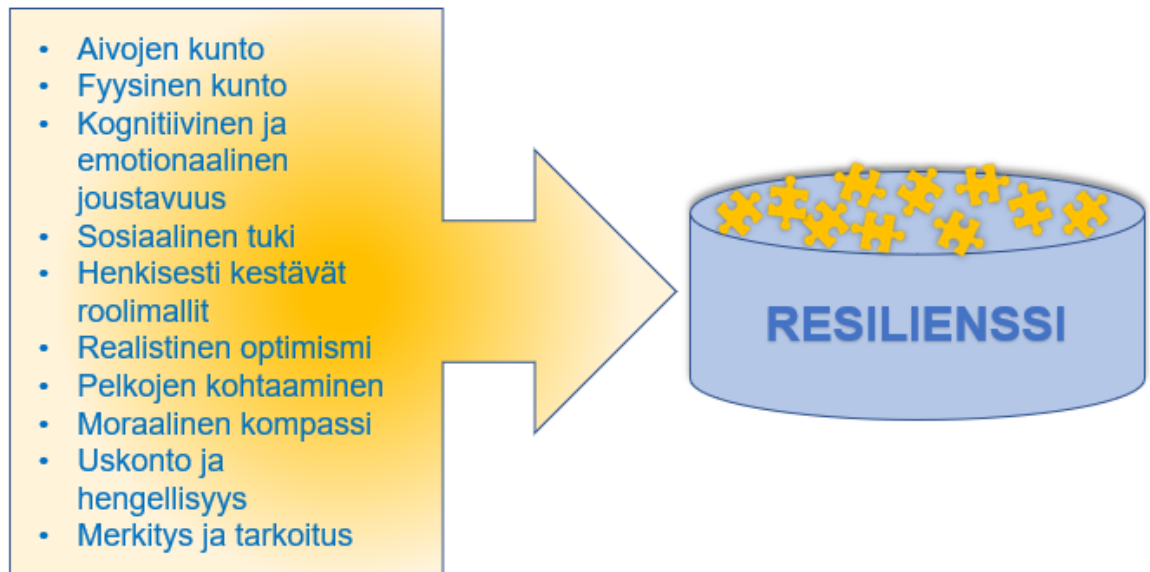 • Aivojen kunto
• Fyysinen kunto
• Kognitiivinen ja
emotionaalinen
joustavuus
• Sosiaalinen tuki
• Henkisesti kestävät
roolimallit
• Realistinen optimismi
• Pelkojen kohtaaminen
• Moraalinen kompassi
• Uskonto ja
hengellisyys
• Merkitys ja tarkoitus
RESILIENSSI